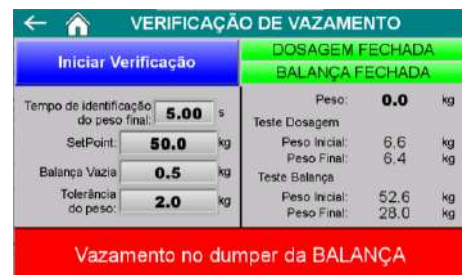 VERIFICAÇÃO DE VAZAMENTO
Iniciar Verificação
DOSAGEM FECHADA
BALANÇA FECHADA
Tempo de identificação
do peso final: 5.00 s
SetPoint: 50.0 kg
Balança Vazia 0.5 kg
Tolerância
do peso: 2.0 kg
Peso: 0.0 kg
Teste Dosagem
Peso Inicial: 6.6 kg
Peso Final: 6.4 kg
Teste Balança
Peso Inicial: 52.6 kg
Peso Final: 28.0 kg
Vazamento no dumper da BALANÇA